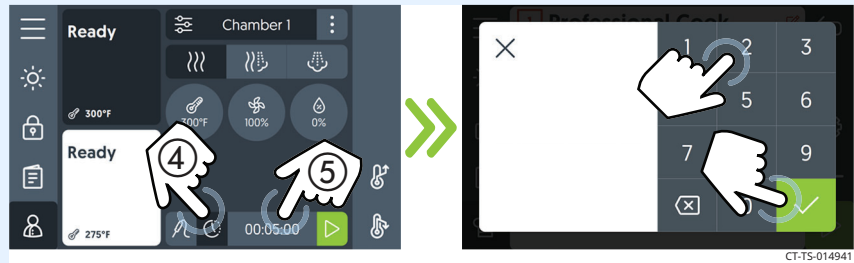 Ready
Chamber 1
300°F
300°F
100%
0%
Ready
④
⑤
275°F
00:05:00
Professional Cook
1
2
3
5
6
7
9
0
CT-TS-014941